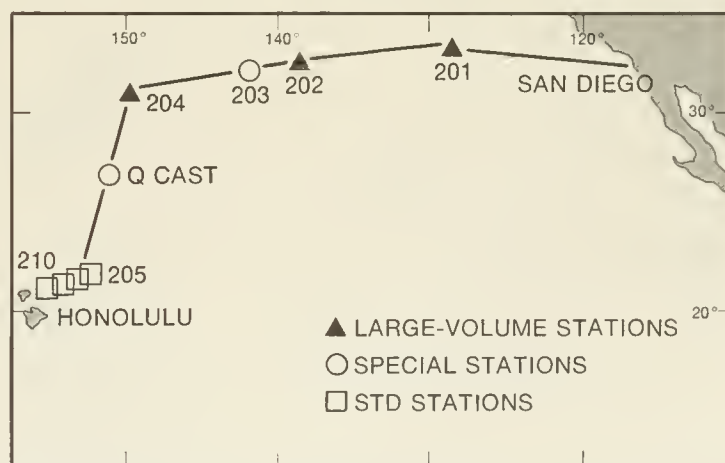 150° 140° 120°
201
202
203
204
SAN DIEGO
30°
Q CAST
210
205
HONOLULU
20°
▲ LARGE-VOLUME STATIONS
○ SPECIAL STATIONS
□ STD STATIONS